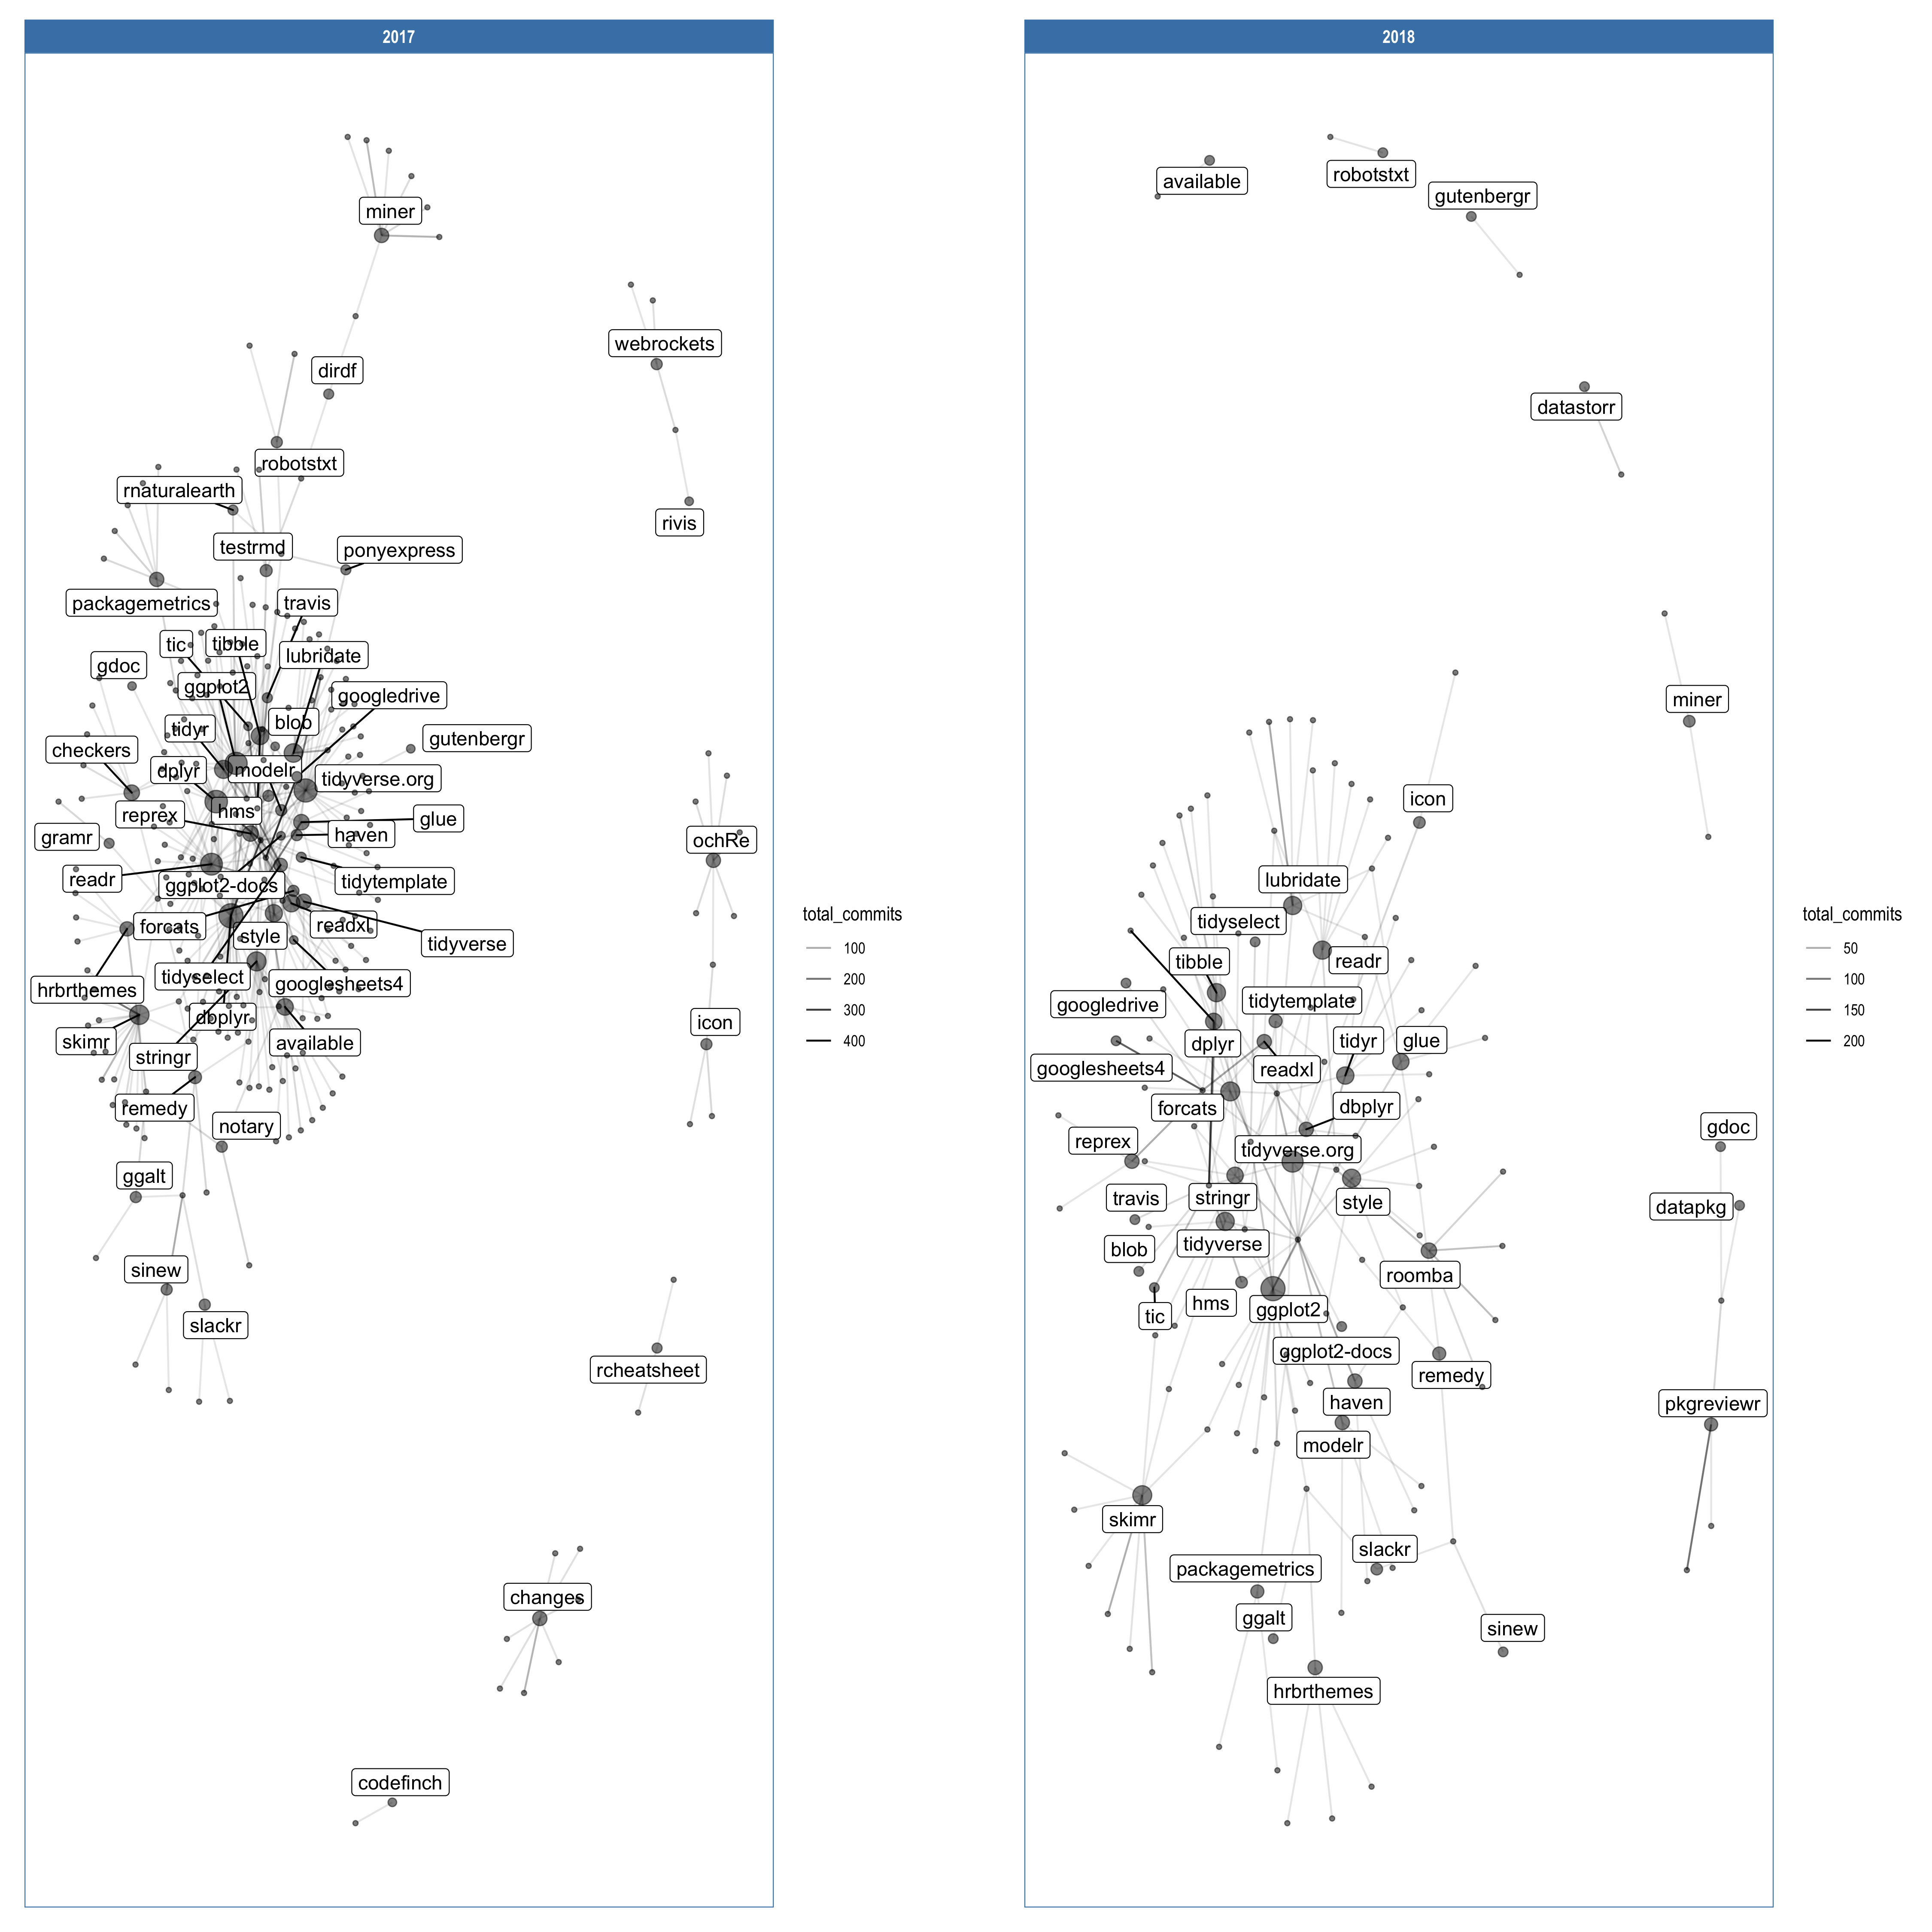 2017
miner
webrockets
dirdf
robotstxt
rnaturalearth
rivis
testrmd
ponyexpress
packagemetrics
travis
tic
tibble
lubridate
gdoc
ggplot2
googledrive
blob
tidyr
gutenbergr
checkers
dplyr
modelr
tidyverse.org
hms
reprex
glue
gramr
haven
ochRe
readr
ggplot2-docs
tidytemplate
forcats
style
readxl
tidyverse
tidyselect
googlesheets4
hrbrthemes
dbplyr
icon
skimr
available
stringr
remedy
notary
ggalt
sinew
slackr
rcheatsheet
changes
codefinch
total_commits
100
200
300
400
2018
available
robotstxt
gutenbergr
datastorr
miner
icon
lubridate
tidyselect
tibble
readr
googledrive
tidytemplate
dplyr
tidyr
glue
googlesheets4
readxl
forcats
dbplyr
reprex
tidyverse.org
gdoc
travis
stringr
style
datapkg
blob
tidyverse
roomba
tic
hms
ggplot2
ggplot2-docs
remedy
haven
pkgreviewr
modelr
skimr
slackr
packagemetrics
ggalt
sinew
hrbrthemes
total_commits
50
100
150
200